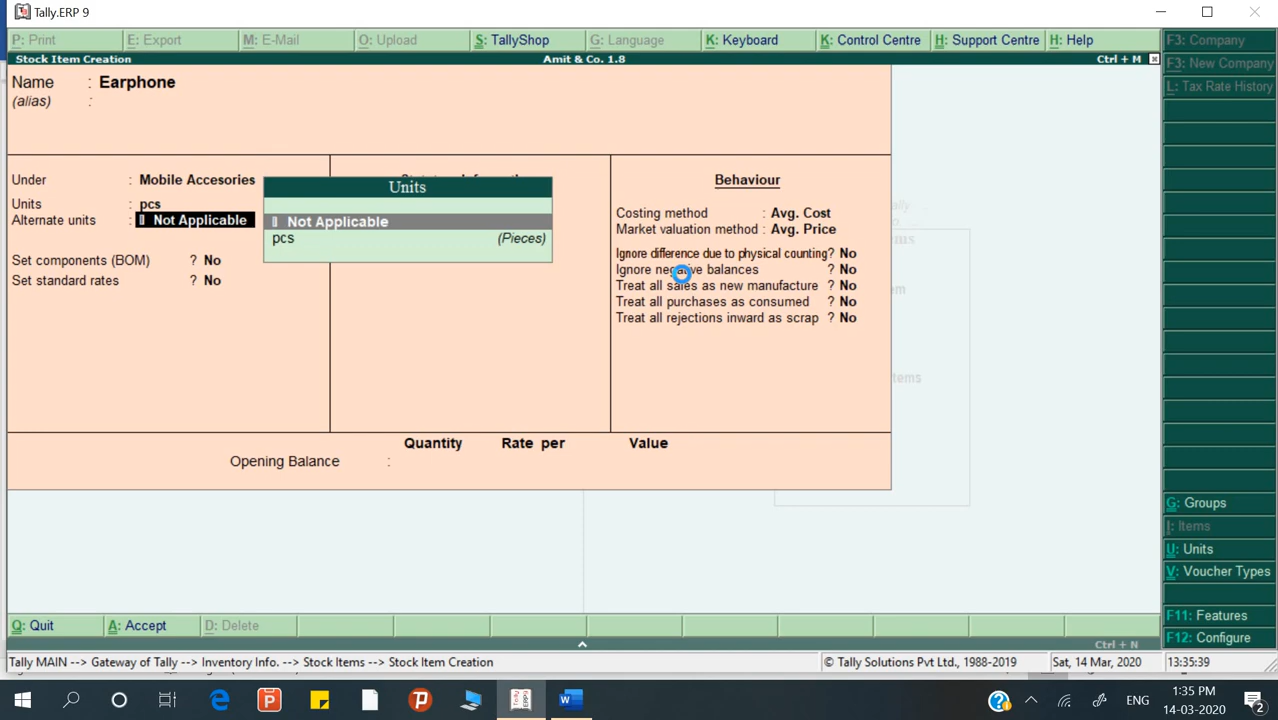 Tally.ERP 9
P: Print E: Export M: E-Mail O: Upload S: TallyShop G: Language K: Keyboard K: Control Centre H: Support Centre H: Help
F3: Company
Stock Item Creation Amit & Co. 1.8 Ctrl + M
F3: New Company
L: Tax Rate History
Name : Earphone
(alias) :
Under : Mobile Accesories
Units : pcs
Alternate units : Not Applicable
Set components (BOM) ? No
Set standard rates ? No
Units
Not Applicable
pcs (Pieces)
Behaviour
Costing method : Avg. Cost
Market valuation method : Avg. Price
Ignore difference due to physical counting? No
Ignore negative balances ? No
Treat all sales as new manufacture ? No
Treat all purchases as consumed ? No
Treat all rejections inward as scrap ? No
Quantity Rate per Value
Opening Balance :
G: Groups
I: Items
U: Units
V: Voucher Types
F11: Features
F12: Configure
Q: Quit A: Accept D: Delete
Ctrl + N
Tally MAIN --> Gateway of Tally --> Inventory Info. --> Stock Items --> Stock Item Creation © Tally Solutions Pvt Ltd., 1988-2019 Sat, 14 Mar, 2020 13:35:39
ENG 1:35 PM
14-03-2020 2